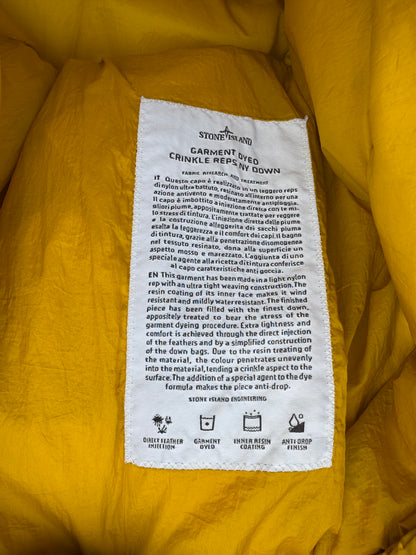 STONE ISLAND
GARMENT DYED
CRINKLE REPS NY DOWN
FABRIC RESEARCH AND TREATMENT
IT Questo capo è realizzato in un leggero reps
di nylon ultra battuto, resinato all'interno per una
azione antivento e moderatamente antipioggia.
Il capo è imbottito a iniezione diretta con le mi
gliori piume, appositamente trattate per reggere
lo stress di tintura. L'iniezione diretta delle piume
e la costruzione alleggerita dei sacchi piuma
esalta la leggerezza e il comfort dei capi. Il bagno
di tintura, grazie alla penetrazione disomogenea
nel tessuto resinato, dona alla superficie un
aspetto mosso e marezzato. L'aggiunta di uno
speciale agente alla ricetta di tintura conferisce
al capo caratteristiche anti goccia.
EN This garment has been made in a light nylon
rep with an ultra tight weaving construction. The
resin coating of its inner face makes it wind
resistant and mildly water resistant. The finished
piece has been filled with the finest down,
appositely treated to bear the stress of the
garment dyeing procedure. Extra lightness and
comfort is achieved through the direct injection
of the feathers and by a simplified construction
of the down bags. Due to the resin treating of
the material, the colour penetrates unevenly
into the material, lending a crinkle aspect to the
surface. The addition of a special agent to the dye
formula makes the piece anti-drop.
STONE ISLAND ENGINEERING
DIRECT FEATHER INJECTION
GARMENT DYED
INNER RESIN COATING
ANTI DROP FINISH